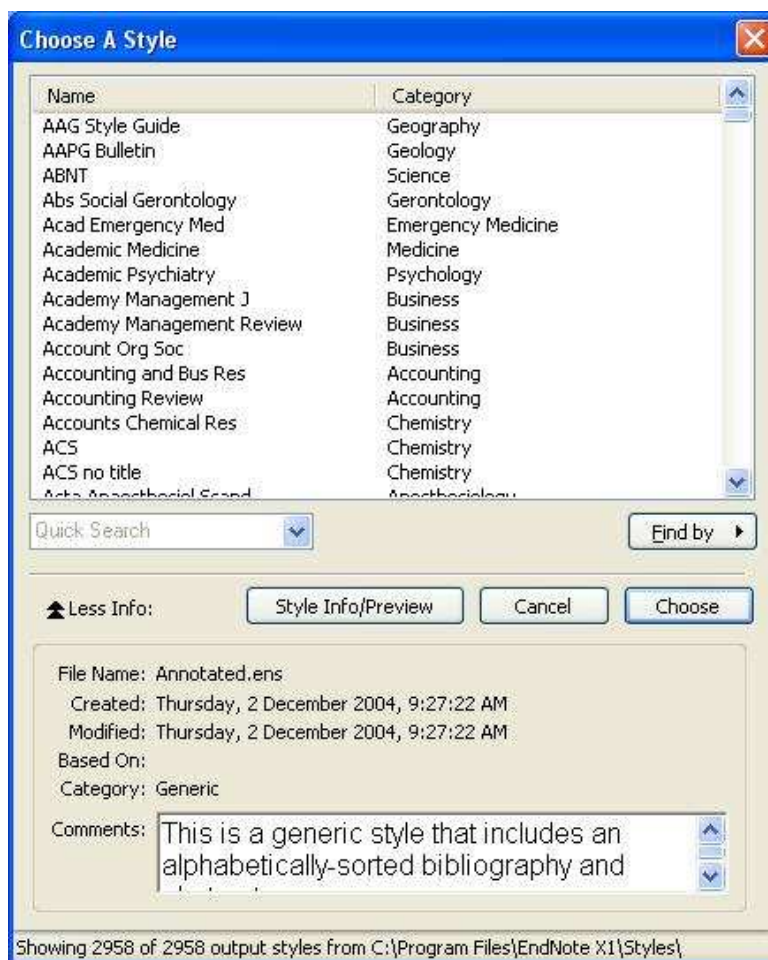 Choose A Style
Name Category
AAG Style Guide Geography
AAPG Bulletin Geology
ABNT Science
Abs Social Gerontology Gerontology
Acad Emergency Med Emergency Medicine
Academic Medicine Medicine
Academic Psychiatry Psychology
Academy Management J Business
Academy Management Review Business
Account Org Soc Business
Accounting and Bus Res Accounting
Accounting Review Accounting
Accounts Chemical Res Chemistry
ACS Chemistry
ACS no title Chemistry
Acta Anaesthesiol Scand Anesthesiology
Quick Search Find by
Less Info: Style Info/Preview Cancel Choose
File Name: Annotated.ens
Created: Thursday, 2 December 2004, 9:27:22 AM
Modified: Thursday, 2 December 2004, 9:27:22 AM
Based On:
Category: Generic
Comments: This is a generic style that includes an
alphabetically-sorted bibliography and
Showing 2958 of 2958 output styles from C:\Program Files\EndNote X1\Styles\